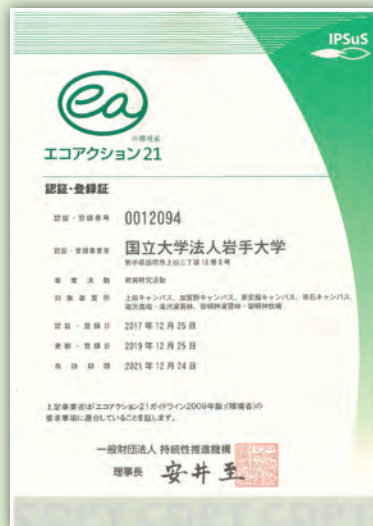 IPSuS
ea
環境省
エコアクション21
認証・登録証
認証・登録番号 0012094
認証・登録事業者 国立大学法人岩手大学
岩手県盛岡市上田三丁目18番8号
事業活動 教育研究活動
対象事業所 上田キャンパス、加賀野キャンパス、東安庭キャンパス、釜石キャンパス、
滝沢農場・滝沢演習林、御明神演習林・御明神牧場
認証・登録日 2017年12月25日
更新・登録日 2019年12月25日
有効期限 2021年12月24日
上記事業者は「エコアクション21ガイドライン2009年版」(環境省)の
要求事項に適合していることを証します。
一般財団法人 持続性推進機構
理事長 安井至